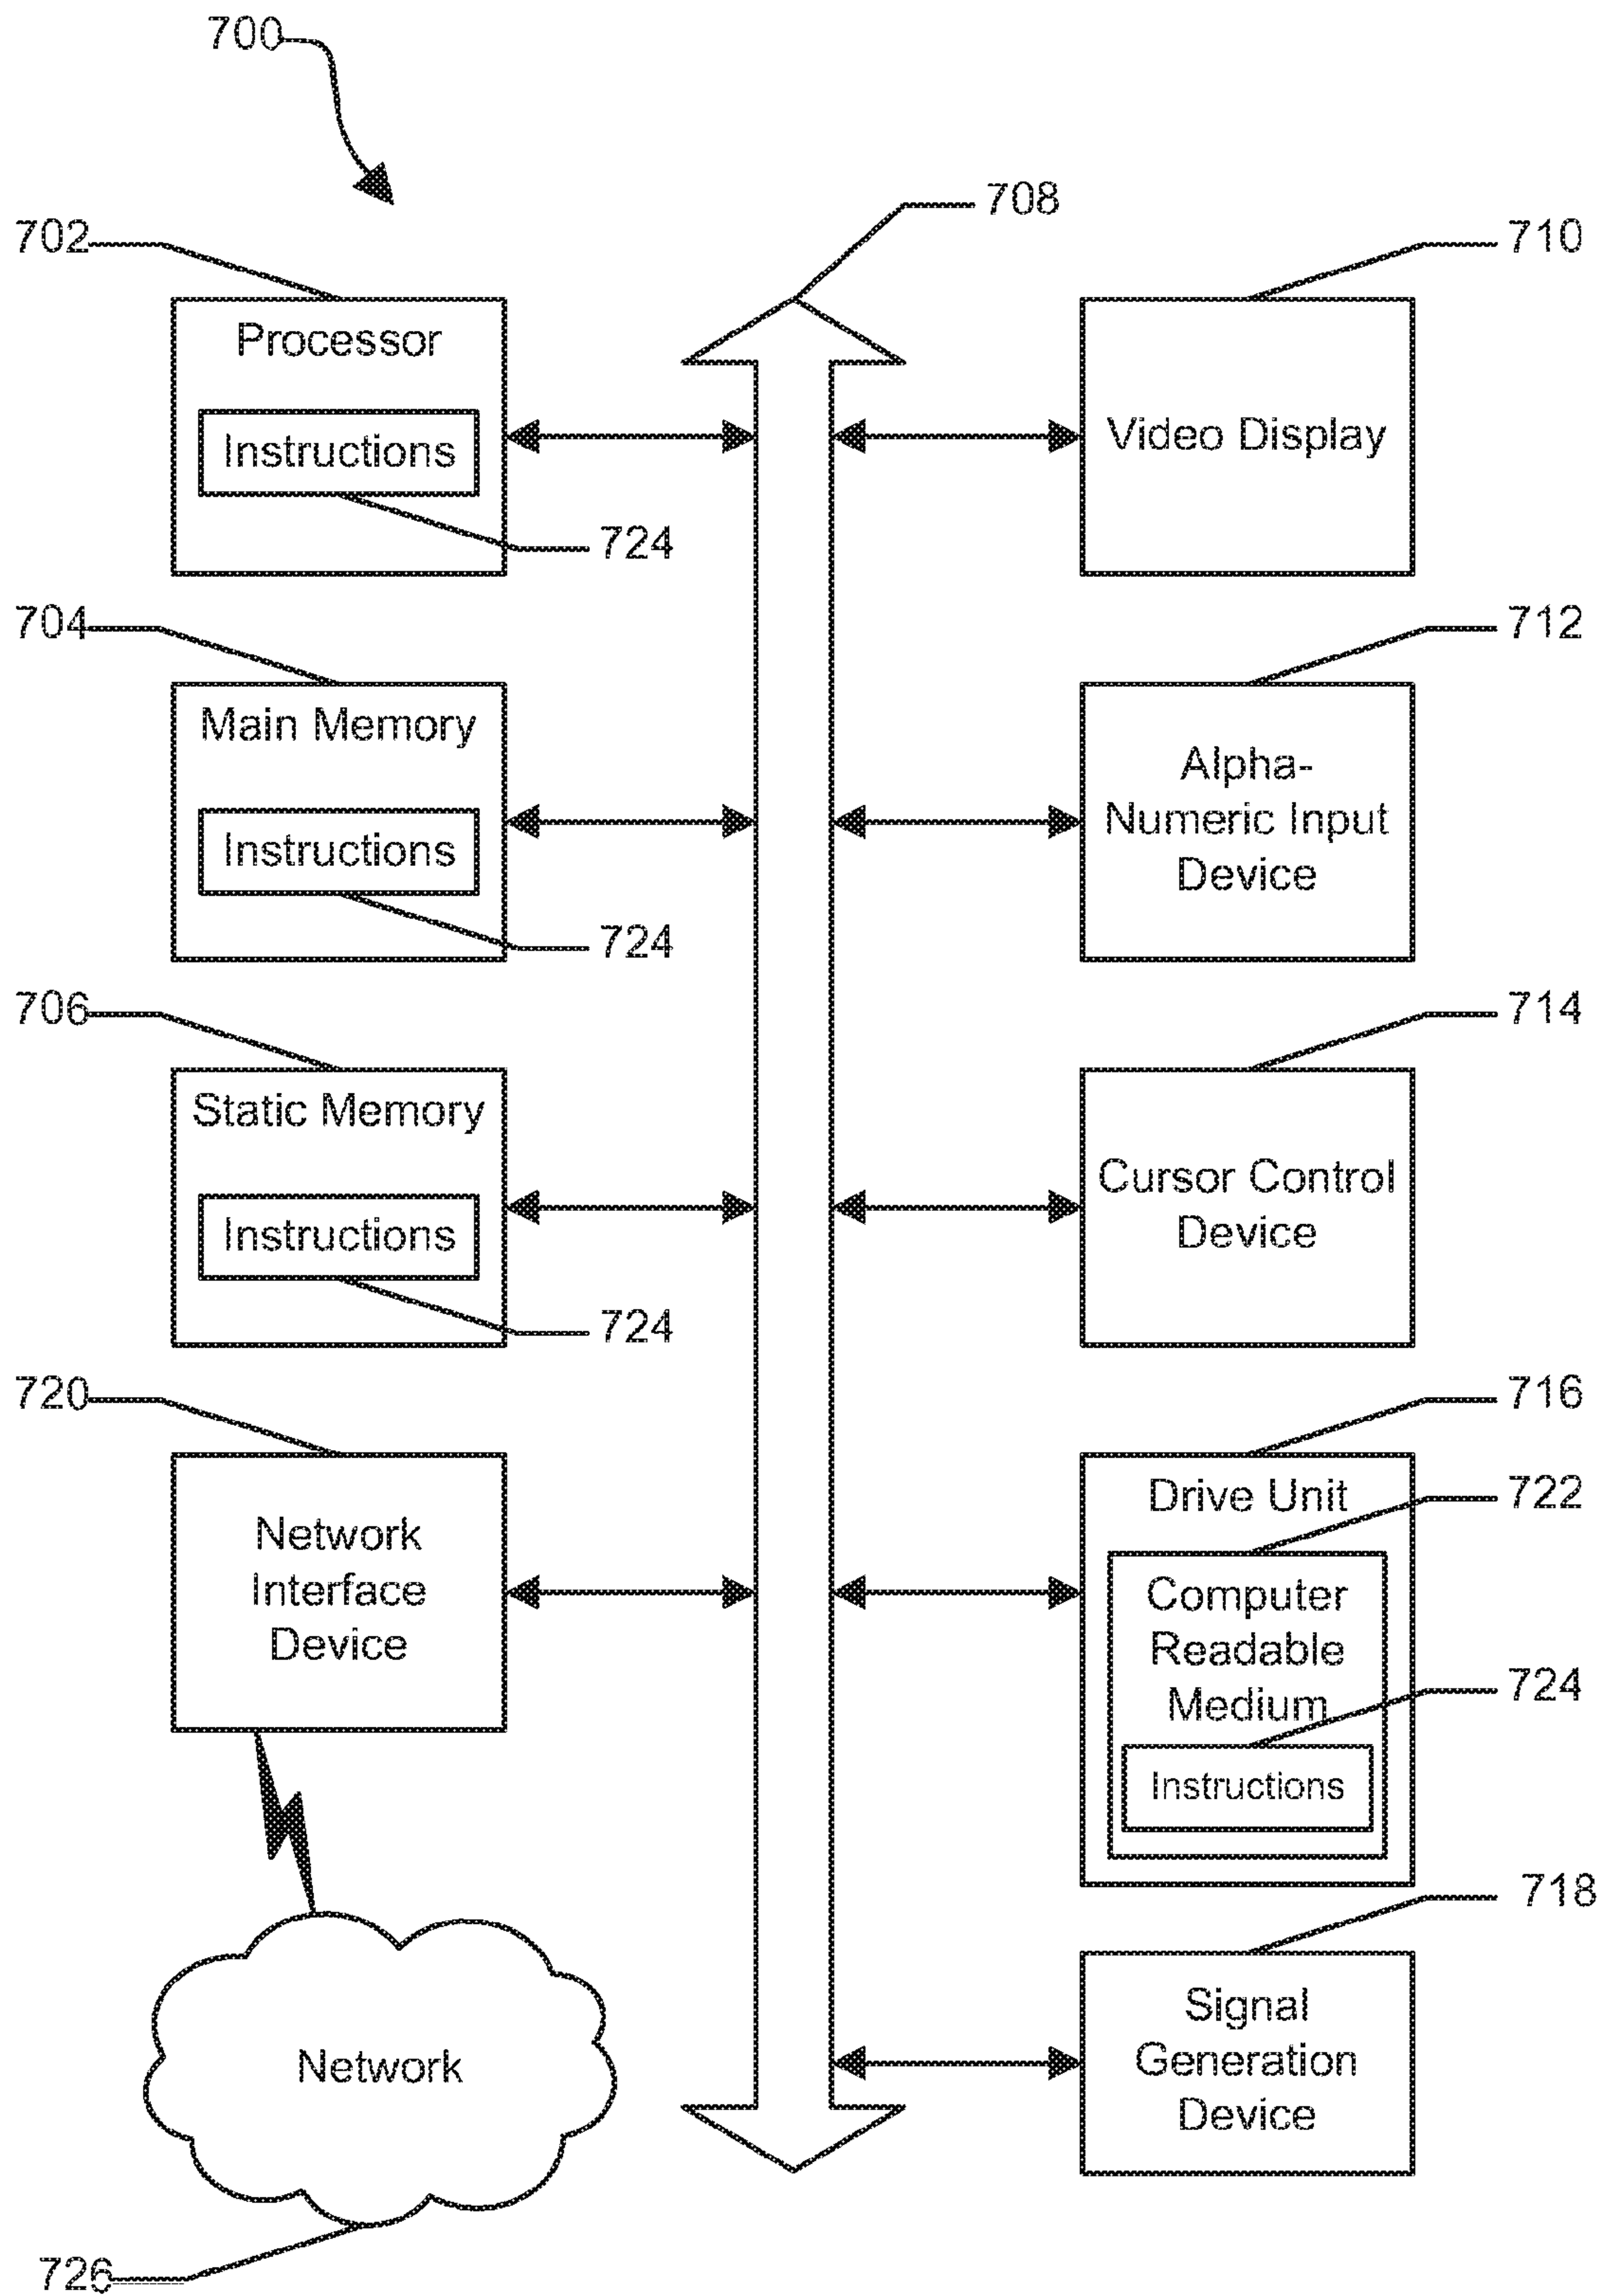 700
708
702
710
Processor
Instructions
Video Display
724
704
712
Main Memory
Alpha-
Numeric Input
Device
Instructions
724
706
714
Static Memory
Cursor Control
Device
Instructions
724
720
716
Drive Unit
722
Network
Interface
Device
Computer
Readable
Medium
724
Instructions
718
Signal
Generation
Device
Network
726